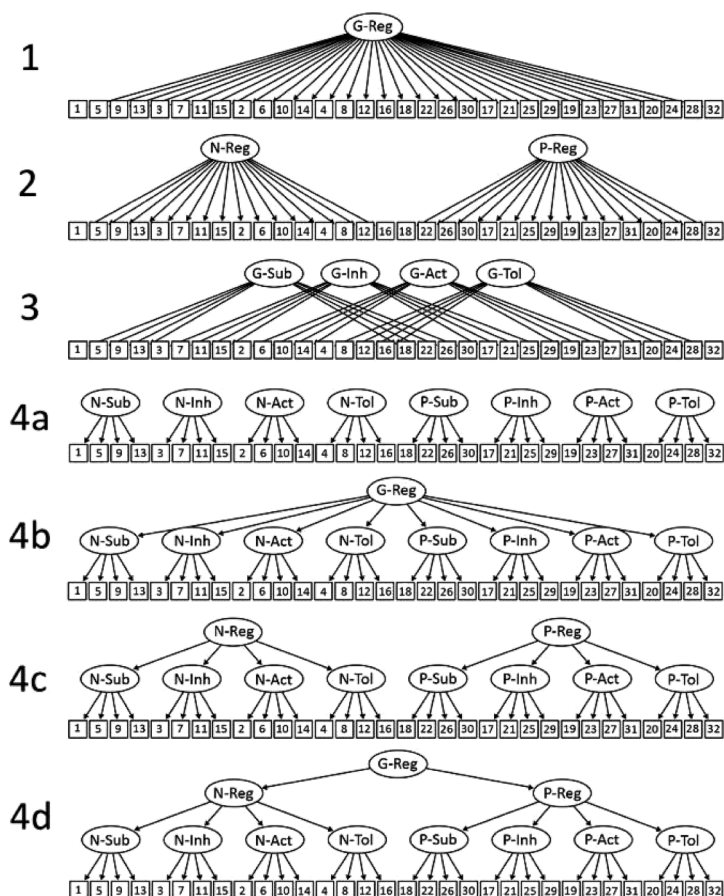 1
G-Reg
1 5 9 13 3 7 11 15 2 6 10 14 4 8 12 16 18 22 26 30 17 21 25 29 19 23 27 31 20 24 28 32
2
N-Reg P-Reg
1 5 9 13 3 7 11 15 2 6 10 14 4 8 12 16 18 22 26 30 17 21 25 29 19 23 27 31 20 24 28 32
3
G-Sub G-Inh G-Act G-Tol
1 5 9 13 3 7 11 15 2 6 10 14 4 8 12 16 18 22 26 30 17 21 25 29 19 23 27 31 20 24 28 32
4a
N-Sub N-Inh N-Act N-Tol P-Sub P-Inh P-Act P-Tol
1 5 9 13 3 7 11 15 2 6 10 14 4 8 12 16 18 22 26 30 17 21 25 29 19 23 27 31 20 24 28 32
4b
G-Reg
N-Sub N-Inh N-Act N-Tol P-Sub P-Inh P-Act P-Tol
1 5 9 13 3 7 11 15 2 6 10 14 4 8 12 16 18 22 26 30 17 21 25 29 19 23 27 31 20 24 28 32
4c
N-Reg P-Reg
N-Sub N-Inh N-Act N-Tol P-Sub P-Inh P-Act P-Tol
1 5 9 13 3 7 11 15 2 6 10 14 4 8 12 16 18 22 26 30 17 21 25 29 19 23 27 31 20 24 28 32
4d
G-Reg
N-Reg P-Reg
N-Sub N-Inh N-Act N-Tol P-Sub P-Inh P-Act P-Tol
1 5 9 13 3 7 11 15 2 6 10 14 4 8 12 16 18 22 26 30 17 21 25 29 19 23 27 31 20 24 28 32